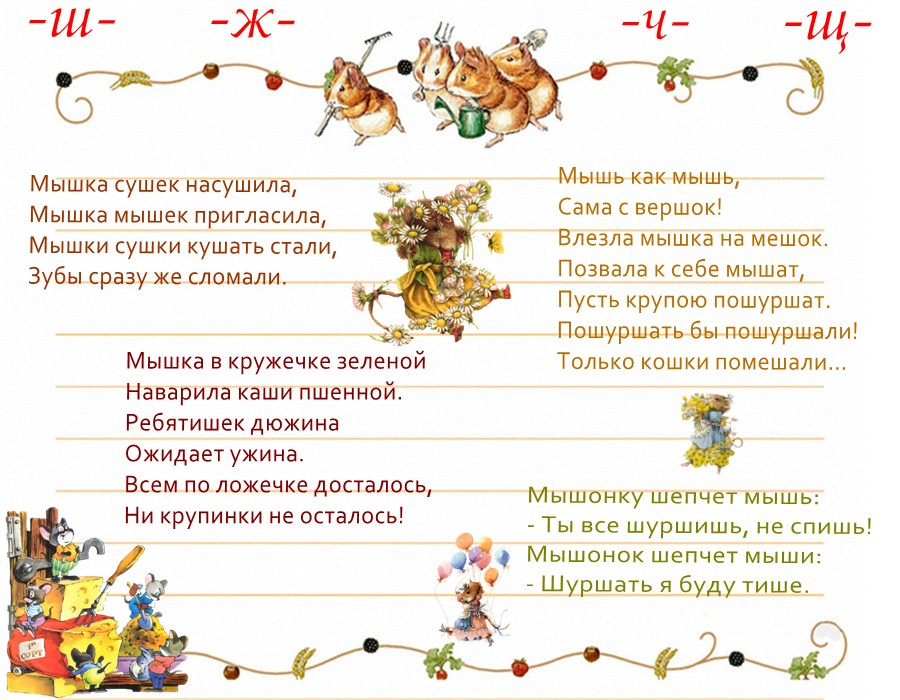 -Ш- -Ж- -Ч- -Щ-
Мышка сушек насушила,
Мышка мышек пригласила,
Мышки сушки кушать стали,
Зубы сразу же сломали.
Мышь как мышь,
Сама с вершок!
Влезла мышка на мешок.
Позвала к себе мышат,
Пусть крупою пошуршат.
Пошуршать бы пошуршали!
Только кошки помешали...
Мышка в кружечке зеленой
Наварила каши пшенной.
Ребятишек дюжина
Ожидает ужина.
Всем по ложечке досталось,
Ни крупинки не осталось!
Мышонку шепчет мышь:
- Ты все шуршишь, не спишь!
Мышонок шепчет мыши:
- Шуршать я буду тише.
1й
СОРТ